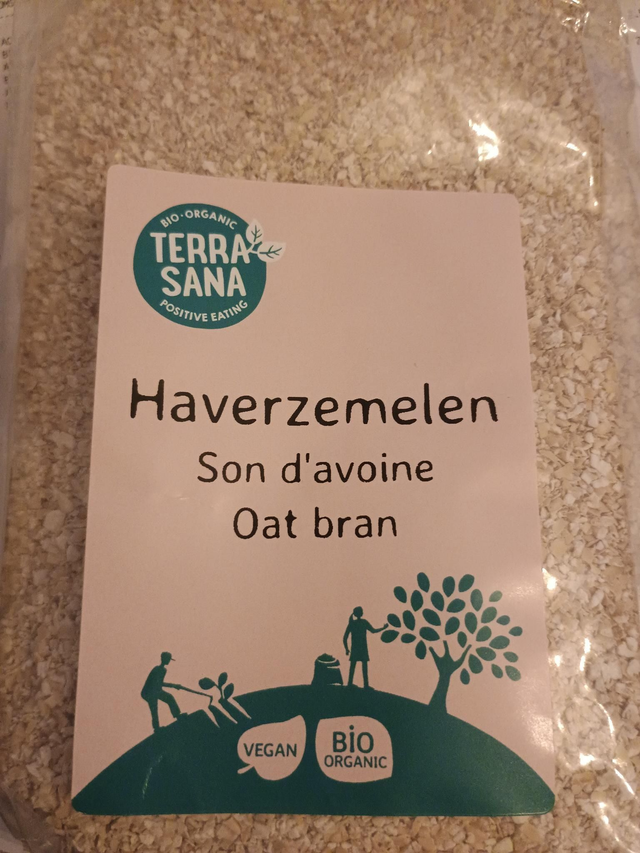 BIO·ORGANIC
TERRA
SANA
POSITIVE EATING
Haverzemelen
Son d'avoine
Oat bran
VEGAN
BiO
ORGANIC